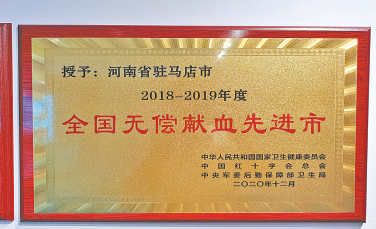 授予：河南省驻马店市
2018-2019年度
全国无偿献血先进市
中华人民共和国国家卫生健康委员会
中国红十字会总会
中央军委后勤保障部卫生局
二〇二〇年十二月